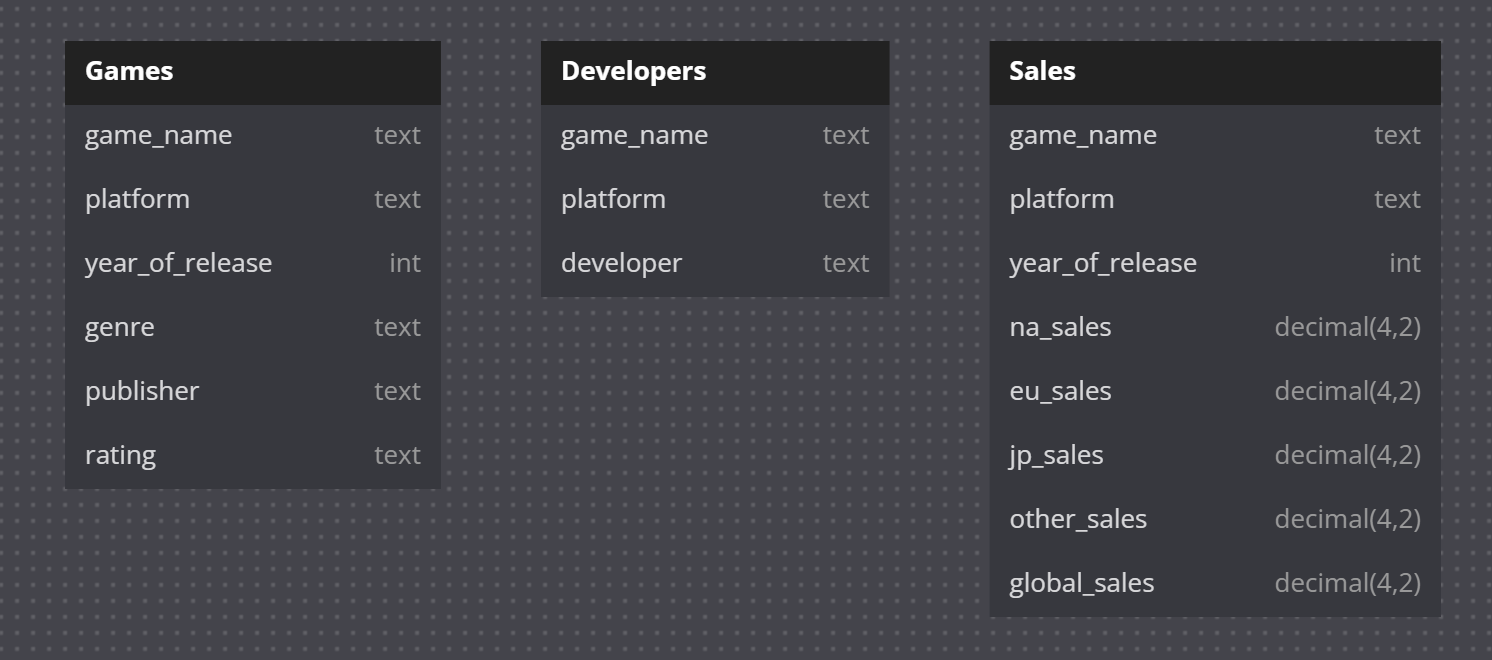 Games
game_name text
platform text
year_of_release int
genre text
publisher text
rating text
Developers
game_name text
platform text
developer text
Sales
game_name text
platform text
year_of_release int
na_sales decimal(4,2)
eu_sales decimal(4,2)
jp_sales decimal(4,2)
other_sales decimal(4,2)
global_sales decimal(4,2)